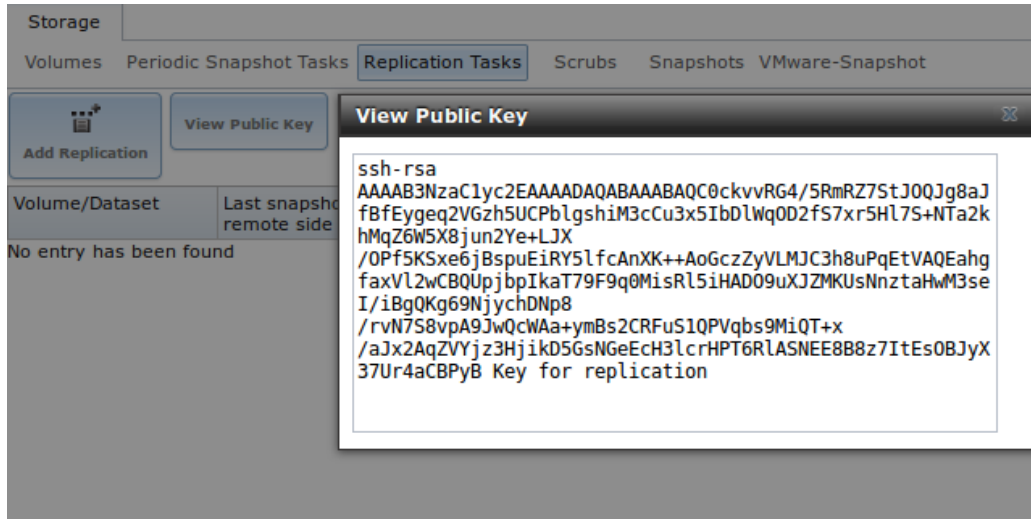 Storage
Volumes Periodic Snapshot Tasks Replication Tasks Scrubs Snapshots VMware-Snapshot
Add Replication
View Public Key
View Public Key
Volume/Dataset
Last snapsho
remote side
No entry has been found
ssh-rsa
AAAAB3NzaC1yc2EAAAADAQABAAABAQC0ckvvRG4/5RmRZ7StJOQJg8aJ
fBfEygeq2VGzh5UCPblgshiM3cCu3x5IbDlWqOD2fS7xr5Hl7S+NTa2k
hMqZ6W5X8jun2Ye+LJX
/OPf5KSxe6jBspuEiRY5lfcAnXK++AoGczZyVLMJC3h8uPqEtVAQEahg
faxVl2wCBQUpjbpIkaT79F9q0MisRl5iHADO9uXJZMKUsNnztaHwM3se
I/iBgQKg69NjychDNp8
/rvN7S8vpA9JwQcWAa+ymBs2CRFuS1QPVqbs9MiQT+x
/aJx2AqZVYjz3HjikD5GsNGeEcH3lcrHPT6RlASNEE8B8z7ItEsOBJyX
37Ur4aCBPyB Key for replication